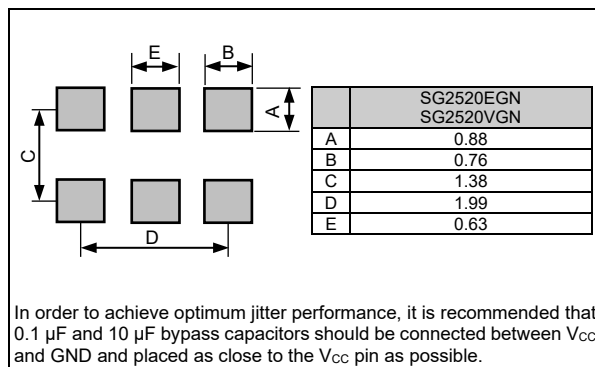 E
B
A
C
D
SG2520EGN
SG2520VGN
A 0.88
B 0.76
C 1.38
D 1.99
E 0.63
In order to achieve optimum jitter performance, it is recommended that
0.1 µF and 10 µF bypass capacitors should be connected between VCC
and GND and placed as close to the VCC pin as possible.